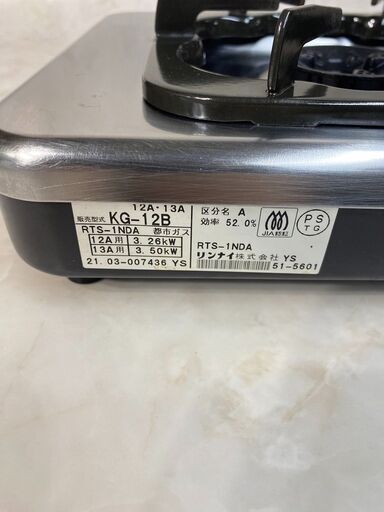 12A・13A
販売型式 KG-12B
RTS-1NDA 都市ガス
12A用 3.26kW
13A用 3.50kW
21.03-007436 YS
区分名 A
効率 52.0%
JIA認証
PS
TG
RTS-1NDA
リンナイ株式会社 YS
51-5601